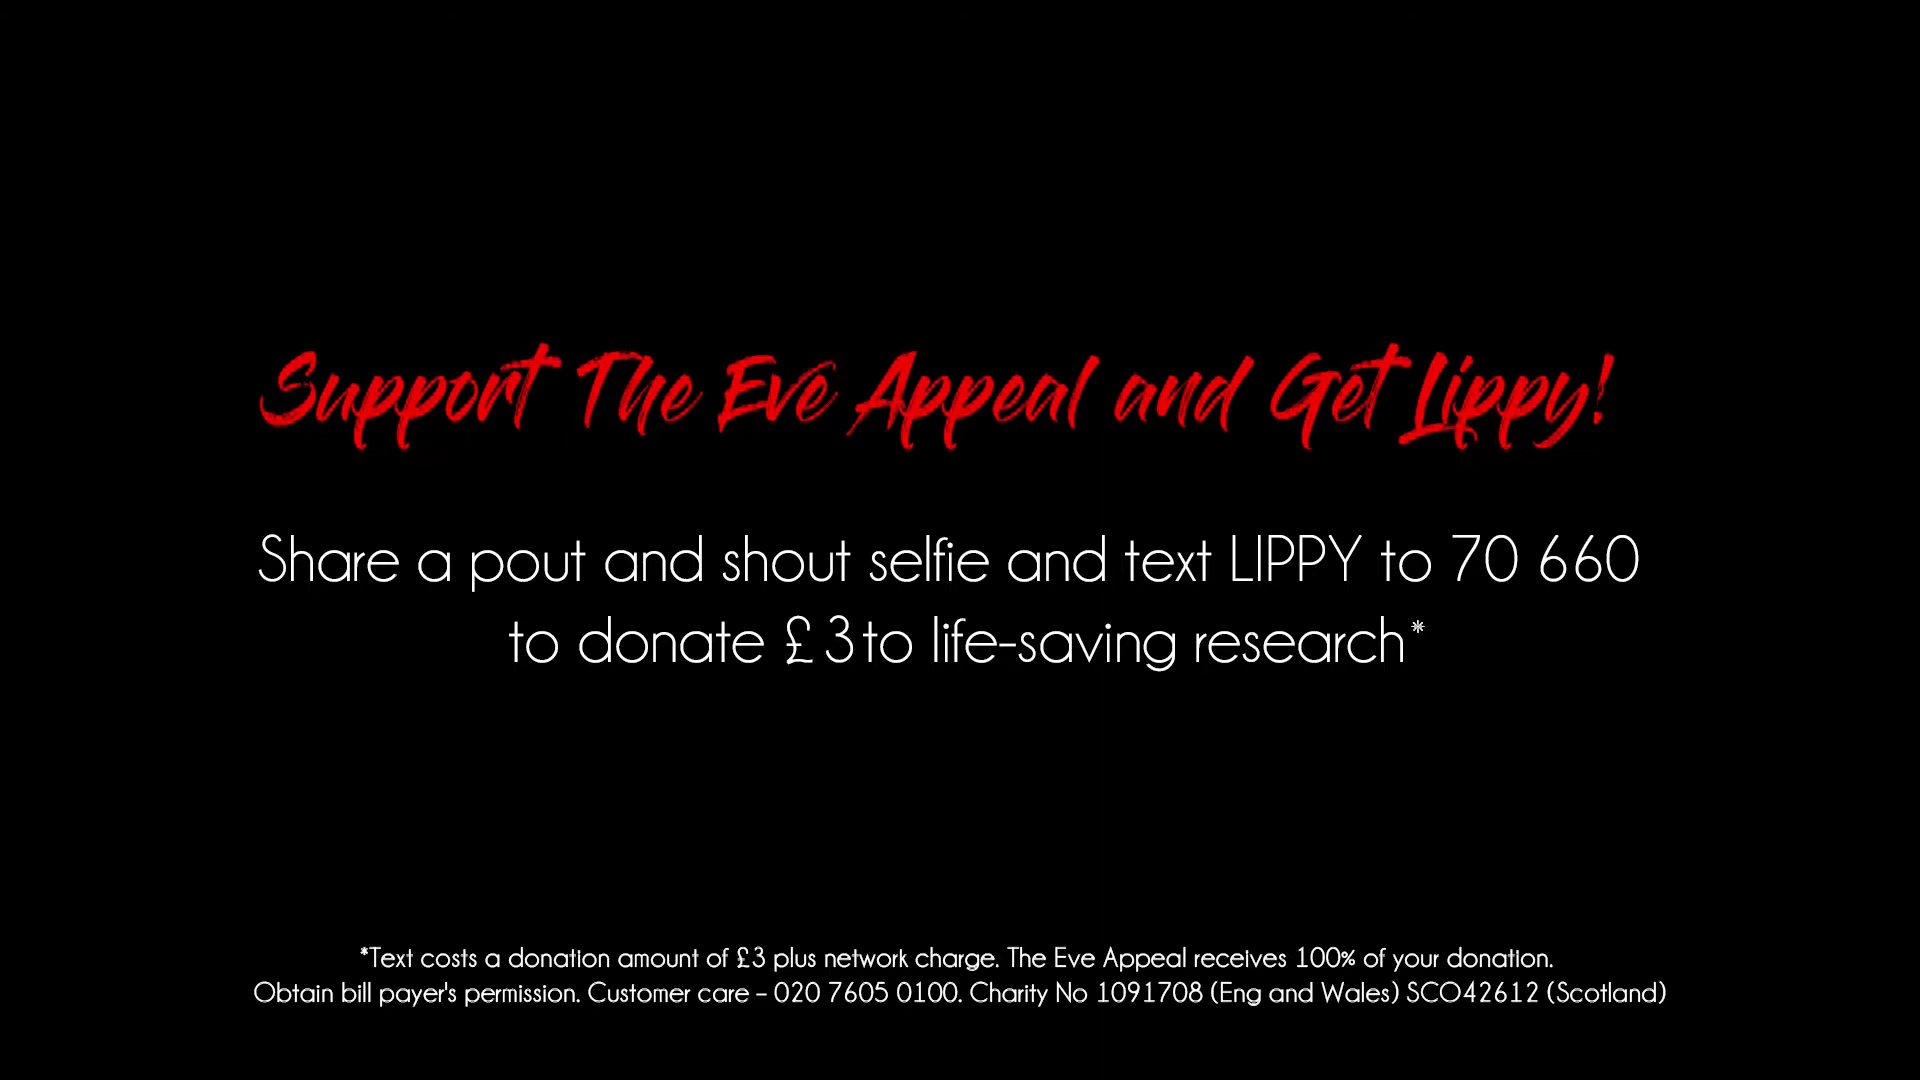 Support The Eve Appeal and Get Lippy!
Share a pout and shout selfie and text LIPPY to 70 660
to donate £3 to life-saving research*
*Text costs a donation amount of £3 plus network charge. The Eve Appeal receives 100% of your donation.
Obtain bill payer's permission. Customer care - 020 7605 0100. Charity No 1091708 (Eng and Wales) SCO42612 (Scotland)